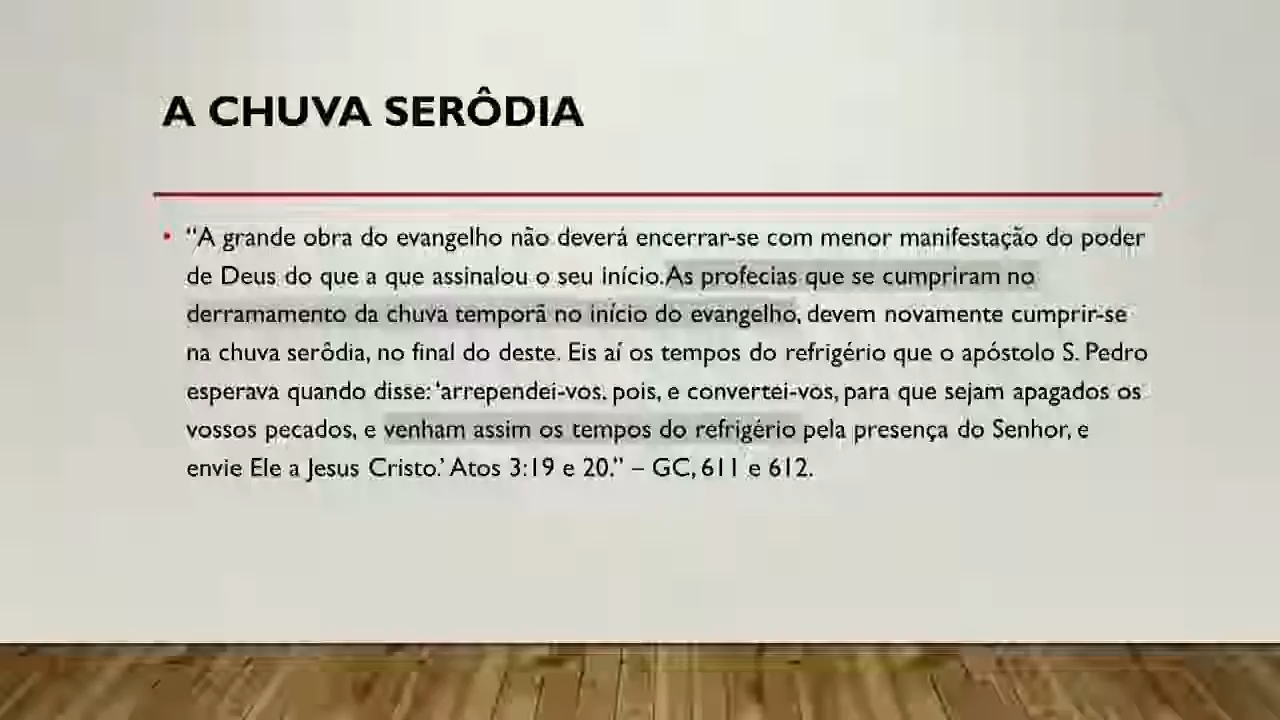 A CHUVA SERÔDIA
• “A grande obra do evangelho não deverá encerrar-se com menor manifestação do poder
de Deus do que a que assinalou o seu início.As profecias que se cumpriram no
derramamento da chuva temporã no início do evangelho, devem novamente cumprir-se
na chuva serôdia, no final do deste. Eis aí os tempos do refrigério que o apóstolo S. Pedro
esperava quando disse: ‘arrependei-vos, pois, e convertei-vos, para que sejam apagados os
vossos pecados, e venham assim os tempos do refrigério pela presença do Senhor, e
envie Ele a Jesus Cristo.’ Atos 3:19 e 20.” – GC, 611 e 612.